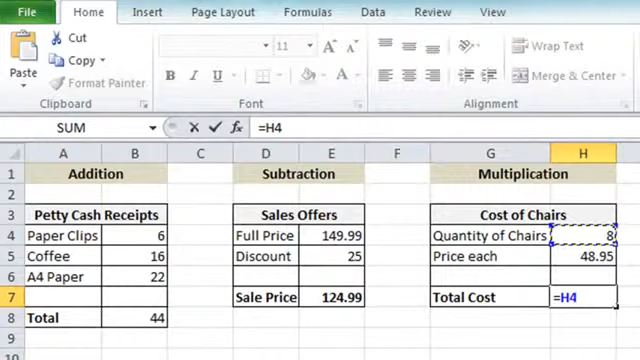 File Home Insert Page Layout Formulas Data Review View
Cut
Copy
Paste
Format Painter
11
A A
Wrap Text
B I U
A
Merge & Center
Clipboard Font Alignment
SUM fx =H4
A B C D E F G H
1 Addition Subtraction Multiplication
2
3 Petty Cash Receipts Sales Offers Cost of Chairs
4 Paper Clips 6 Full Price 149.99 Quantity of Chairs 8
5 Coffee 16 Discount 25 Price each 48.95
6 A4 Paper 22
7 Sale Price 124.99 Total Cost =H4
8 Total 44
9
10